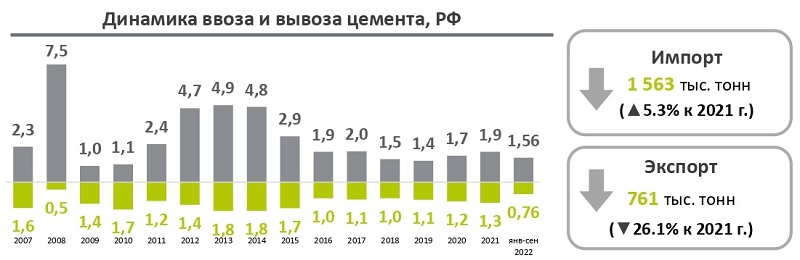 Динамика ввоза и вывоза цемента, РФ
2,3 7,5 1,0 1,1 2,4 4,7 4,9 4,8 2,9 1,9 2,0 1,5 1,4 1,7 1,9 1,56
1,6 0,5 1,4 1,7 1,2 1,4 1,8 1,8 1,7 1,0 1,1 1,0 1,1 1,2 1,3 0,76
2007 2008 2009 2010 2011 2012 2013 2014 2015 2016 2017 2018 2019 2020 2021 янв-сен
2022
Импорт
1 563 тыс. тонн
(▲5.3% к 2021 г.)
Экспорт
761 тыс. тонн
(▼26.1% к 2021 г.)